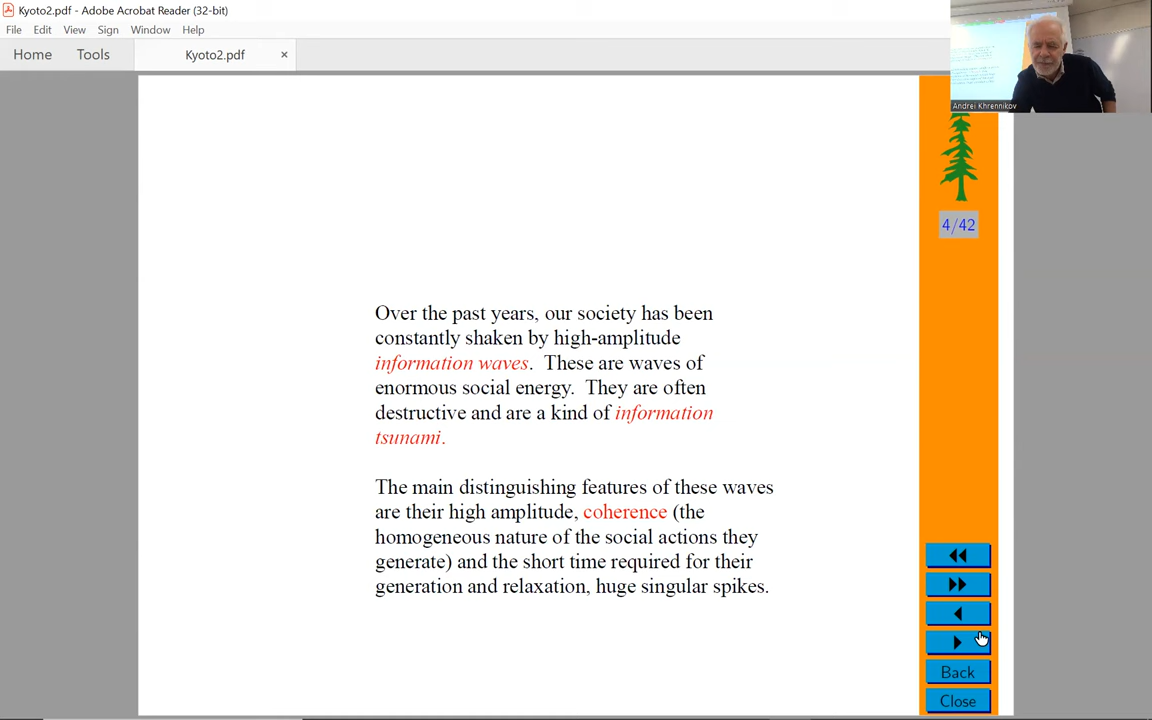 Kyoto2.pdf - Adobe Acrobat Reader (32-bit)
File Edit View Sign Window Help
Home Tools Kyoto2.pdf ×
Andrei Khrennikov
4/42
Over the past years, our society has been
constantly shaken by high-amplitude
information waves. These are waves of
enormous social energy. They are often
destructive and are a kind of information
tsunami.
The main distinguishing features of these waves
are their high amplitude, coherence (the
homogeneous nature of the social actions they
generate) and the short time required for their
generation and relaxation, huge singular spikes.
Back
Close